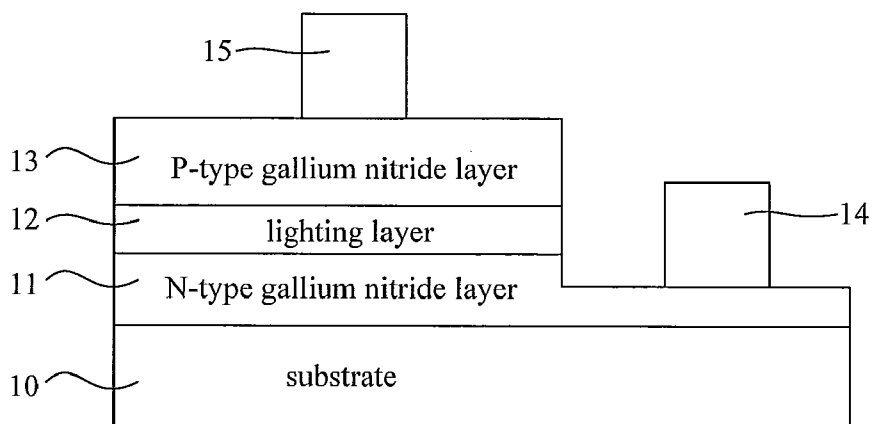 15
13
P-type gallium nitride layer
12
lighting layer
14
11
N-type gallium nitride layer
10
substrate